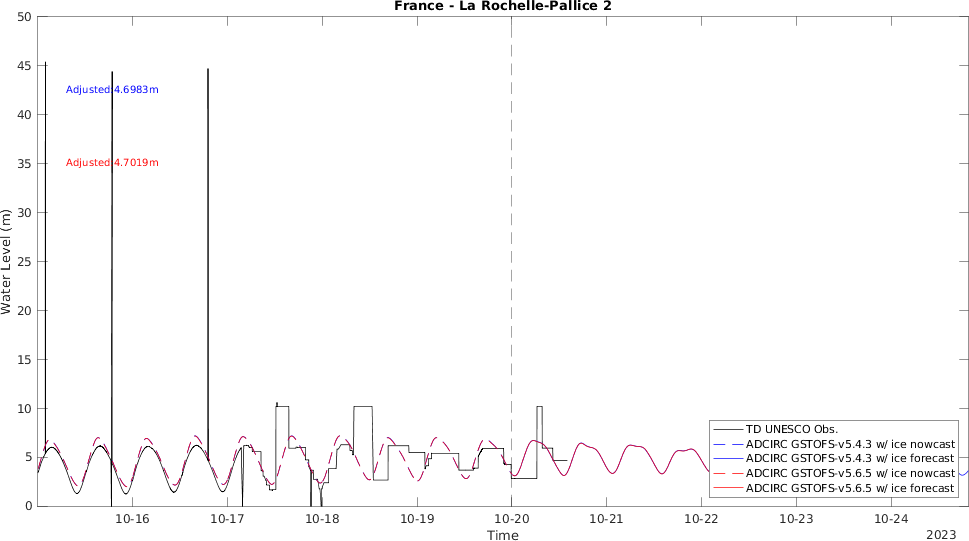 France - La Rochelle-Pallice 2
50
45
40
35
30
25
20
15
10
5
0
Water Level (m)
Adjusted:4.6983m
Adjusted:4.7019m
TD UNESCO Obs.
ADCIRC GSTOFS-v5.4.3 w/ ice nowcast
ADCIRC GSTOFS-v5.4.3 w/ ice forecast
ADCIRC GSTOFS-v5.6.5 w/ ice nowcast
ADCIRC GSTOFS-v5.6.5 w/ ice forecast
10-16 10-17 10-18 10-19 10-20 10-21 10-22 10-23 10-24
Time
2023